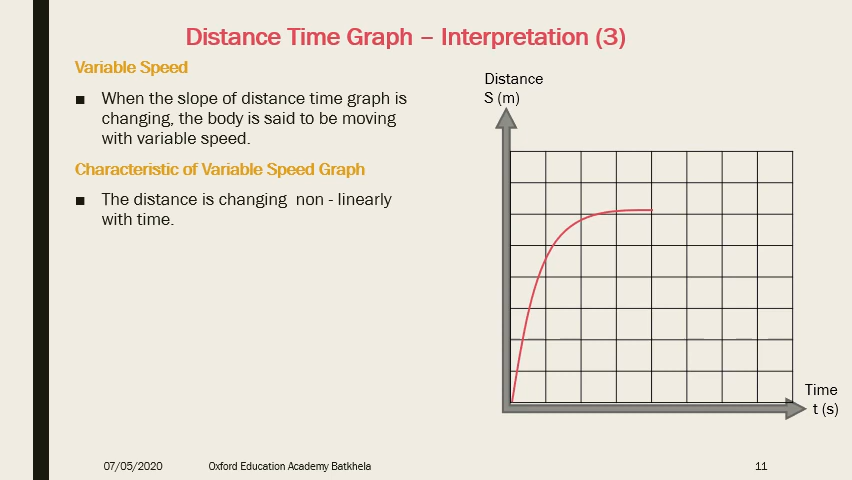 Distance Time Graph – Interpretation (3)
Variable Speed
■ When the slope of distance time graph is
changing, the body is said to be moving
with variable speed.
Characteristic of Variable Speed Graph
■ The distance is changing  non - linearly
with time.
Distance
S (m)
Time
t (s)
07/05/2020
Oxford Education Academy Batkhela
11